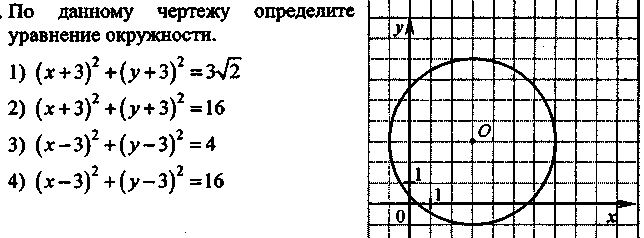 . По данному чертежу определите
уравнение окружности.
1) (x+3)² +(y+3)² =3√2
2) (x+3)² +(y+3)² =16
3) (x−3)² +(y−3)² =4
4) (x−3)² +(y−3)² =16
y
O
1
1
0
x